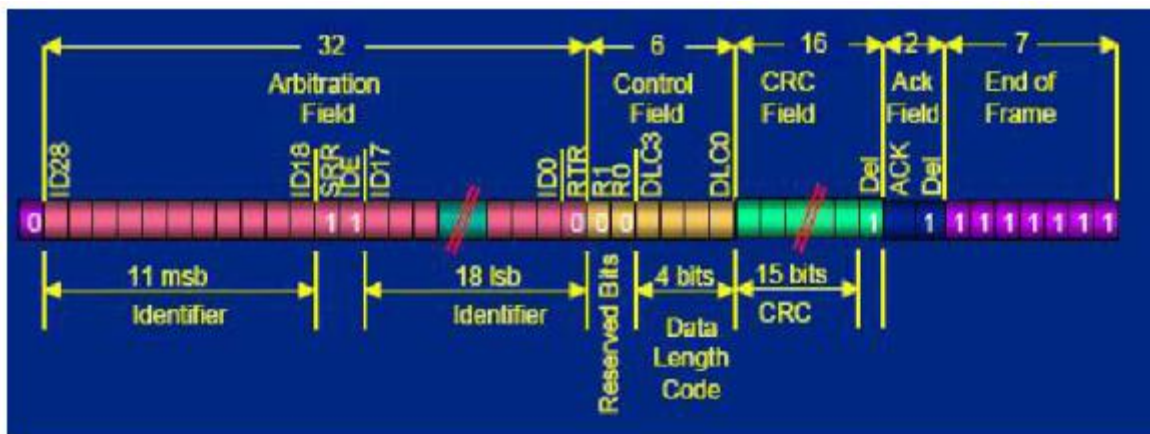 32 6 16 2 7
Arbitration Field
Control Field
CRC Field
Ack Field
End of Frame
ID28
ID18
SRR
IDE
ID17
ID0
RTR
R1
R0
DLC3
DLC0
Del
ACK
Del
0 1 1 0 0 0 1 1 1 1 1 1 1 1 1
11 msb
Identifier
18 lsb
Identifier
Reserved Bits
4 bits
Data
Length
Code
15 bits
CRC